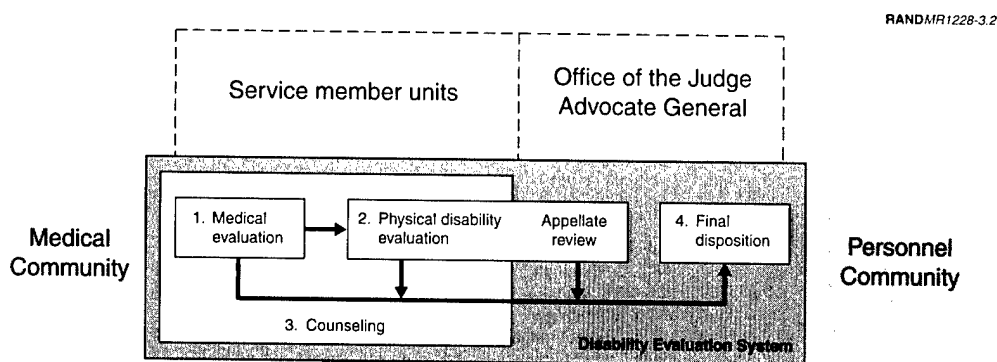 RANDMR1228-3.2
Service member units
Office of the Judge
Advocate General
1. Medical
evaluation
2. Physical disability
evaluation
Appellate
review
4. Final
disposition
Medical
Community
Personnel
Community
3. Counseling
Disability Evaluation System